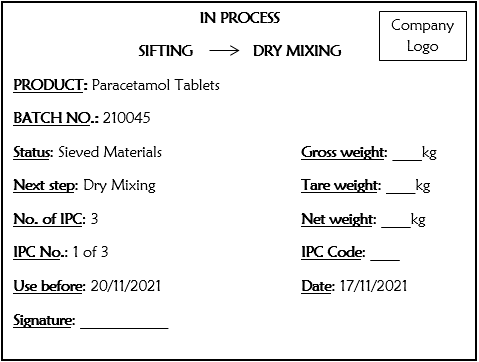 IN PROCESS
Company
Logo
SIFTING → DRY MIXING
PRODUCT: Paracetamol Tablets
BATCH NO.: 210045
Status: Sieved Materials Gross weight: ____kg
Next step: Dry Mixing Tare weight: ____kg
No. of IPC: 3 Net weight: ____kg
IPC No.: 1 of 3 IPC Code: ____
Use before: 20/11/2021 Date: 17/11/2021
Signature: ____________